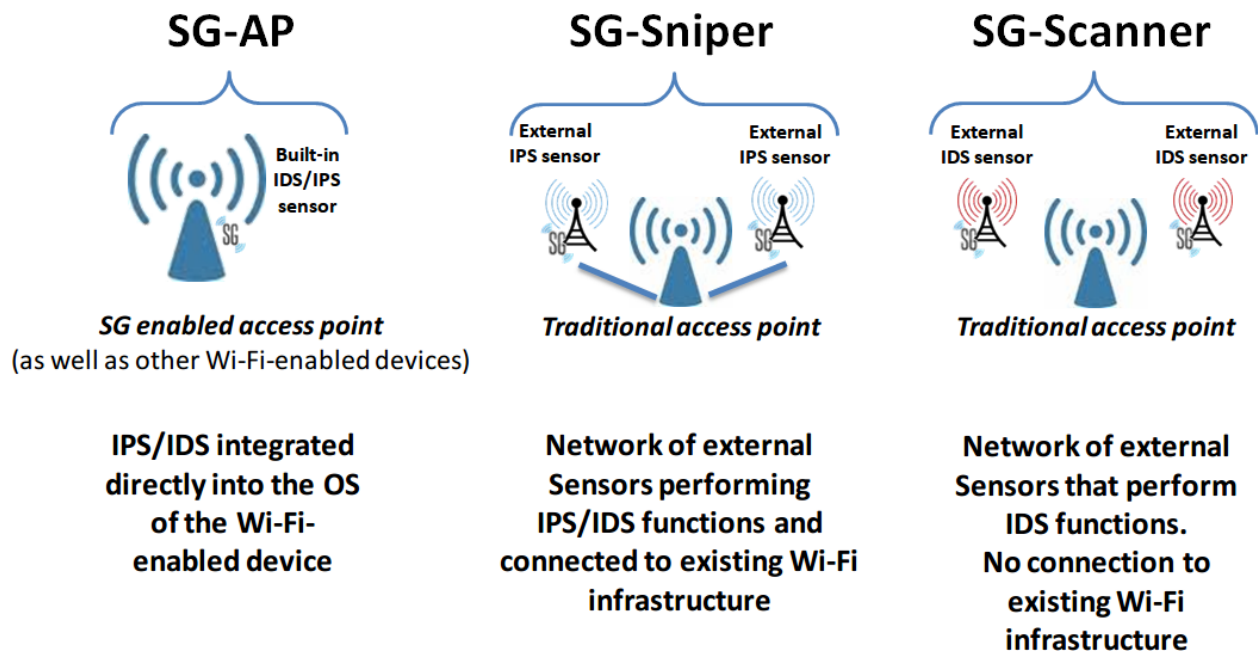 SG-AP
Built-in
IDS/IPS
sensor
SG
SG enabled access point
(as well as other Wi-Fi-enabled devices)
IPS/IDS integrated
directly into the OS
of the Wi-Fi-
enabled device
SG-Sniper
External
IPS sensor
External
IPS sensor
SG
SG
Traditional access point
Network of external
Sensors performing
IPS/IDS functions and
connected to existing Wi-Fi
infrastructure
SG-Scanner
External
IDS sensor
External
IDS sensor
SG
SG
Traditional access point
Network of external
Sensors that perform
IDS functions.
No connection to
existing Wi-Fi
infrastructure